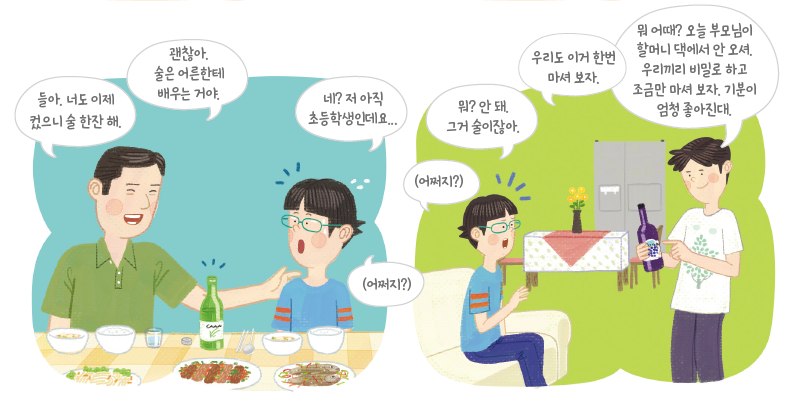 들아. 너도 이제
컸으니 술 한잔 해.
괜찮아.
술은 어른한테
배우는 거야.
네? 저 아직
초등학생인데요...
(어쩌지?)
우리도 이거 한번
마셔 보자.
뭐? 안 돼.
그거 술이잖아.
뭐 어때? 오늘 부모님이
할머니 댁에서 안 오셔.
우리끼리 비밀로 하고
조금만 마셔 보자. 기분이
엄청 좋아진대.
(어쩌지?)